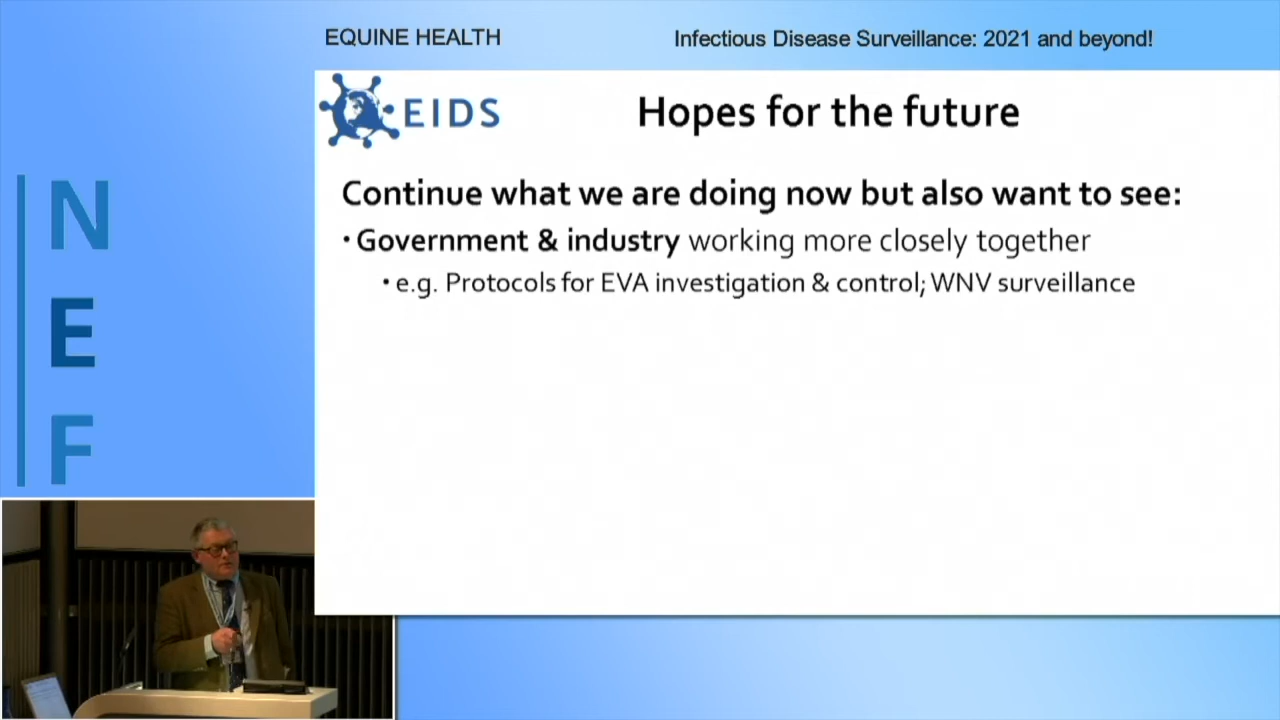 EQUINE HEALTH
Infectious Disease Surveillance: 2021 and beyond!
EIDS
Hopes for the future
Continue what we are doing now but also want to see:
• Government & industry working more closely together
• e.g. Protocols for EVA investigation & control; WNV surveillance
N
E
F